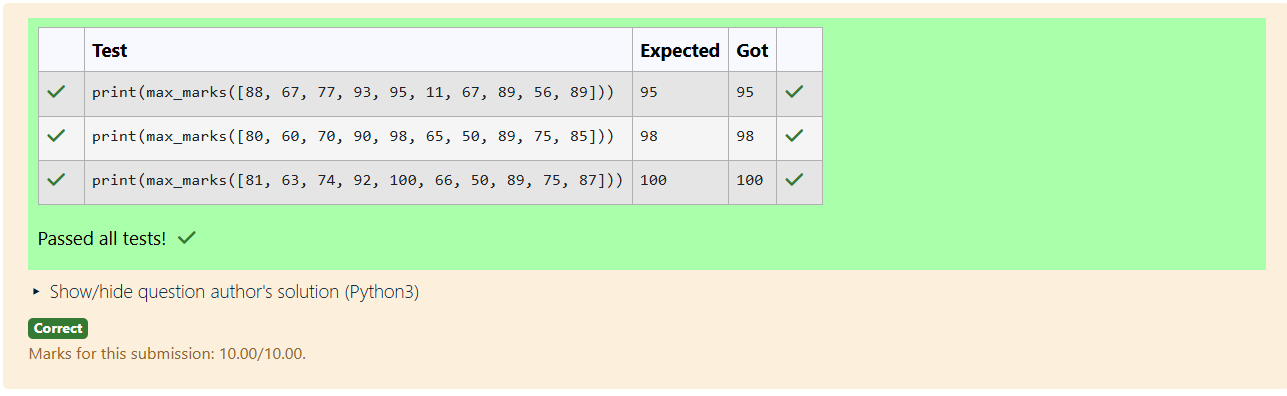 Test Expected Got
print(max_marks([88, 67, 77, 93, 95, 11, 67, 89, 56, 89])) 95 95
print(max_marks([80, 60, 70, 90, 98, 65, 50, 89, 75, 85])) 98 98
print(max_marks([81, 63, 74, 92, 100, 66, 50, 89, 75, 87])) 100 100
Passed all tests!
Show/hide question author's solution (Python3)
Correct
Marks for this submission: 10.00/10.00.